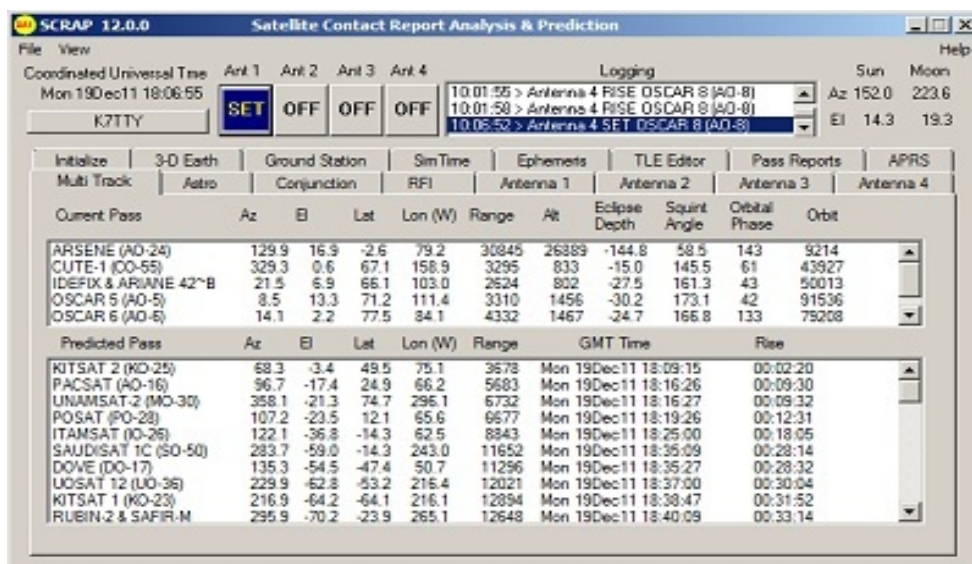 SCRAP 12.0.0 Satellite Contact Report Analysis & Prediction
File View Help
Coordinated Universal Time Ant 1 Ant 2 Ant 3 Ant 4 Logging Sun Moon
Mon 19Dec11 18:06:55 SET OFF OFF OFF
K7TTY
10:01:55 > Antenna 4 RISE OSCAR 8 (AO-8)
10:01:58 > Antenna 4 RISE OSCAR 8 (AO-8)
10:06:52 > Antenna 4 SET OSCAR 8 (AO-8)
Az 152.0 223.6
El 14.3 19.3
Initialize 3-D Earth Ground Station SimTime Ephemeris TLE Editor Pass Reports APRS
Multi Track Astro Conjunction RFI Antenna 1 Antenna 2 Antenna 3 Antenna 4
Current Pass Az El Lat Lon (W) Range Alt Eclipse Depth Squint Angle Orbital Phase Orbit
ARSENE (AO-24) 129.9 16.9 -2.6 79.2 30845 26889 -144.8 58.5 143 9214
CUTE-1 (CO-55) 329.3 0.6 67.1 158.9 3295 833 -15.0 145.5 61 43927
IDEFIX & ARIANE 42~B 21.5 6.9 66.1 103.0 2624 802 -27.5 161.3 43 50013
OSCAR 5 (AO-5) 8.5 13.3 71.2 111.4 3310 1456 -30.2 173.1 42 91536
OSCAR 6 (AO-6) 14.1 2.2 77.5 84.1 4332 1467 -24.7 166.8 133 79208
Predicted Pass Az El Lat Lon (W) Range GMT Time Rise
KITSAT 2 (KO-25) 68.3 -3.4 49.5 75.1 3678 Mon 19Dec11 18:09:15 00:02:20
PACSAT (AO-16) 96.7 -17.4 24.9 66.2 5683 Mon 19Dec11 18:16:26 00:09:30
UNAMSAT-2 (MO-30) 358.1 -21.3 74.7 296.1 6732 Mon 19Dec11 18:16:27 00:09:32
POSAT (PO-28) 107.2 -23.5 12.1 65.6 6677 Mon 19Dec11 18:19:26 00:12:31
ITAMSAT (IO-26) 122.1 -36.8 -14.3 62.5 8843 Mon 19Dec11 18:25:00 00:18:05
SAUDISAT 1C (SO-50) 283.7 -59.0 -14.3 243.0 11652 Mon 19Dec11 18:35:09 00:28:14
DOVE (DO-17) 135.3 -54.5 -47.4 50.7 11296 Mon 19Dec11 18:35:27 00:28:32
UOSAT 12 (UO-36) 229.9 -62.8 -53.2 216.4 12021 Mon 19Dec11 18:37:00 00:30:04
KITSAT 1 (KO-23) 216.9 -64.2 -64.1 216.1 12894 Mon 19Dec11 18:38:47 00:31:52
RUBIN-2 & SAFIR-M 295.9 -70.2 -23.9 265.1 12648 Mon 19Dec11 18:40:09 00:33:14